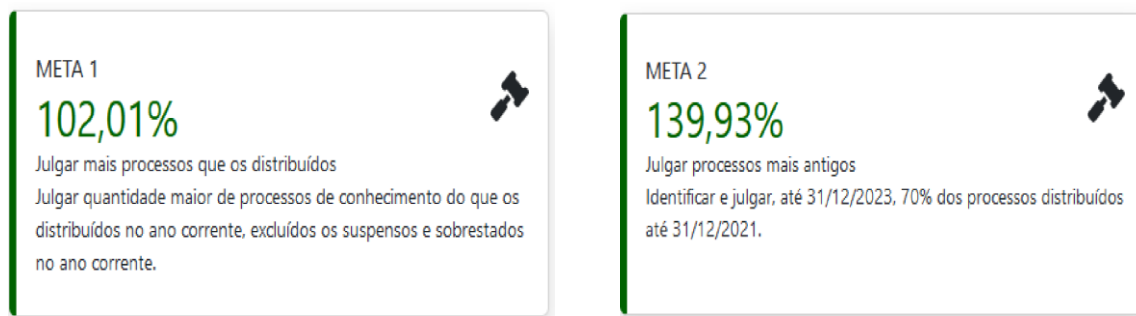 META 1
102,01%
Julgar mais processos que os distribuídos
Julgar quantidade maior de processos de conhecimento do que os
distribuídos no ano corrente, excluídos os suspensos e sobrestados
no ano corrente.
META 2
139,93%
Julgar processos mais antigos
Identificar e julgar, até 31/12/2023, 70% dos processos distribuídos
até 31/12/2021.